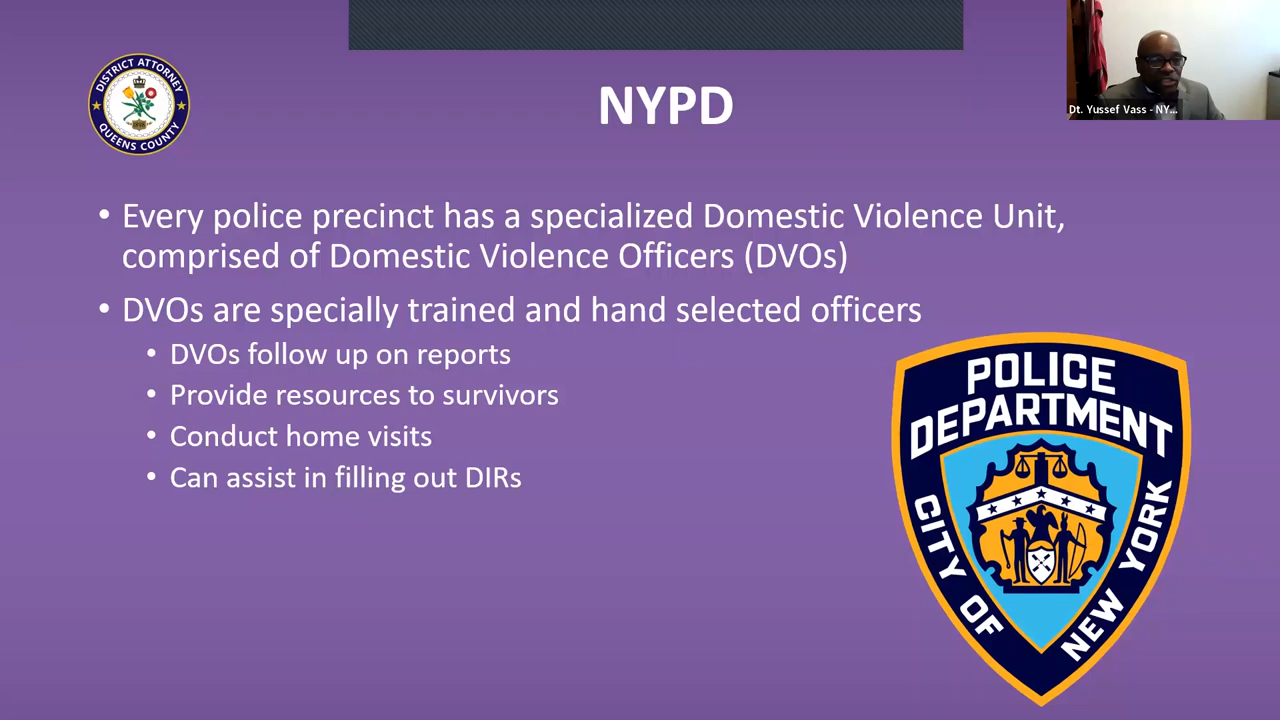 DISTRICT ATTORNEY
QUEENS COUNTY
NYPD
Dt. Yussef Vass - NY...
• Every police precinct has a specialized Domestic Violence Unit,
comprised of Domestic Violence Officers (DVOs)
• DVOs are specially trained and hand selected officers
• DVOs follow up on reports
• Provide resources to survivors
• Conduct home visits
• Can assist in filling out DIRs
POLICE
DEPARTMENT
CITY OF
NEW YORK